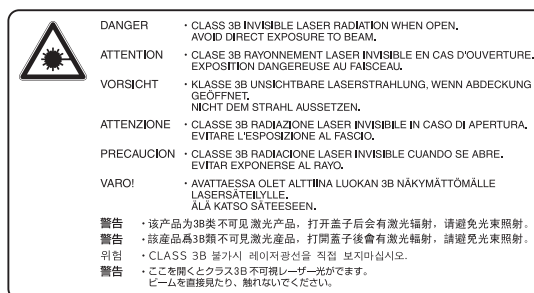 DANGER ・CLASS 3B INVISIBLE LASER RADIATION WHEN OPEN.
AVOID DIRECT EXPOSURE TO BEAM.
ATTENTION ・CLASE 3B RAYONNEMENT LASER INVISIBLE EN CAS D'OUVERTURE.
EXPOSITION DANGEREUSE AU FAISCEAU.
VORSICHT ・KLASSE 3B UNSICHTBARE LASERSTRAHLUNG, WENN ABDECKUNG
GEÖFFNET.
NICHT DEM STRAHL AUSSETZEN.
ATTENZIONE ・CLASSE 3B RADIAZIONE LASER INVISIBILE IN CASO DI APERTURA.
EVITARE L'ESPOSIZIONE AL FASCIO.
PRECAUCION ・CLASSE 3B RADIACIONE LASER INVISIBLE CUANDO SE ABRE.
EVITAR EXPONERSE AL RAYO.
VARO! ・AVATTAESSA OLET ALTTIINA LUOKAN 3B NÄKYMÄTTÖMÄLLE
LASERSÄTEILYLLE.
ÄLÄ KATSO SÄTEESEEN.
警告 ・该产品为3B类不可见激光产品，打开盖子后会有激光辐射，请避免光束照射。
警告 ・該産品爲3B類不可見激光産品，打開蓋子後會有激光輻射，請避免光束照射。
위험 ・CLASS 3B 불가시 레이저광선을 직접 보지마십시오.
警告 ・ここを開くとクラス3B不可視レーザー光がでます。
ビームを直接見たり、触れないでください。